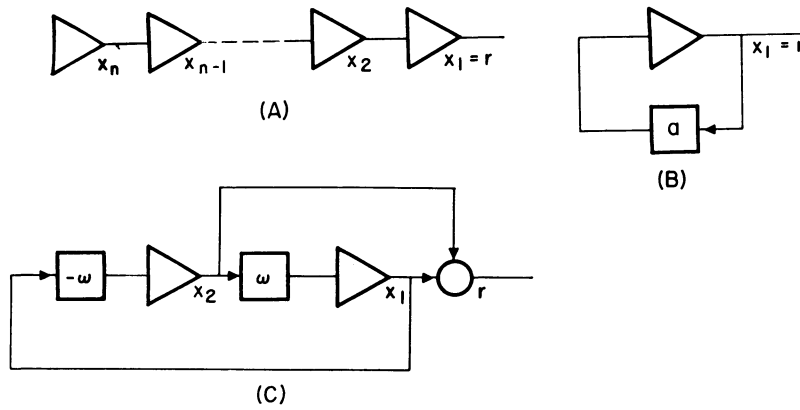 xₙ xₙ₋₁ x₂ x₁ = r
(A)
x₁ = r
a
(B)
-ω x₂ ω x₁ r
(C)